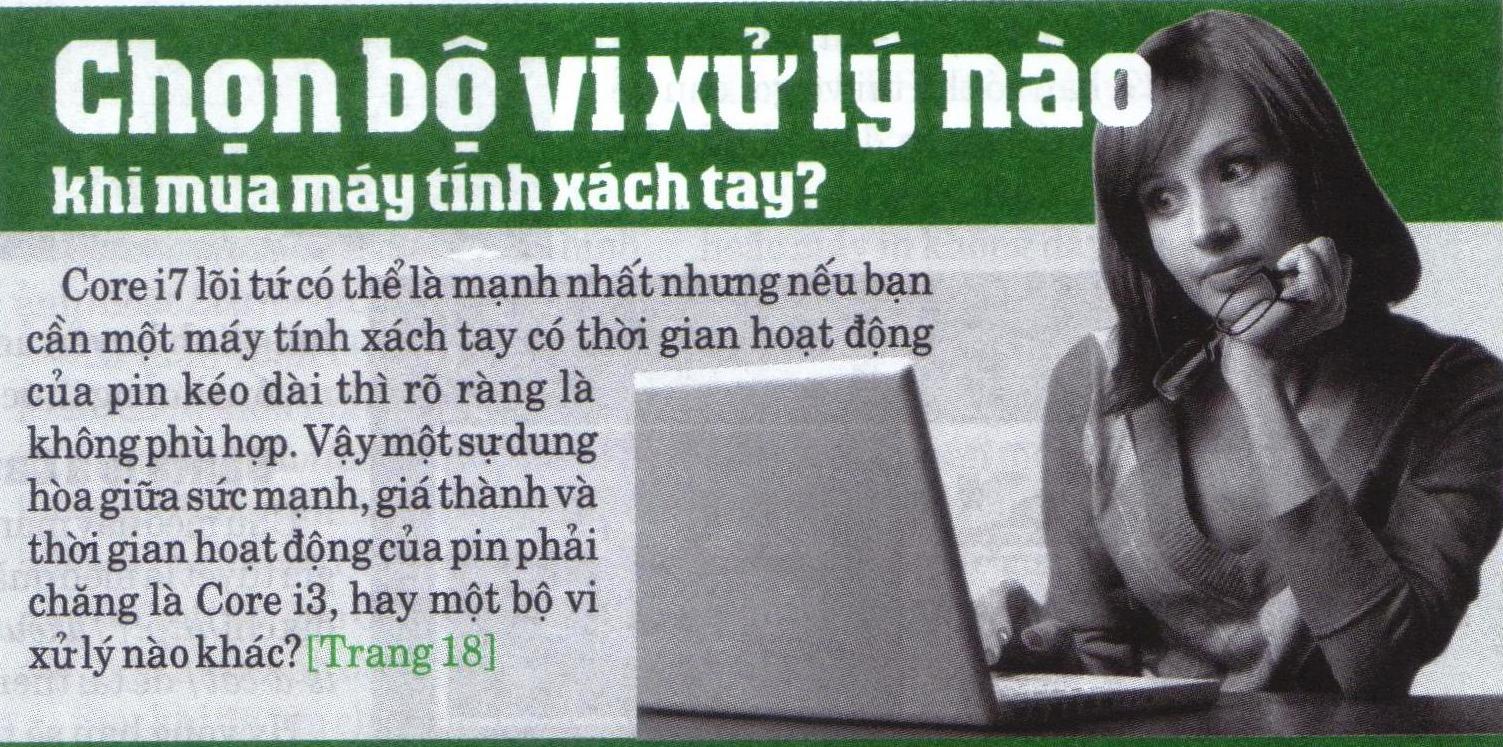 Chọn bộ vi xử lý nào
khi mua máy tính xách tay?
Core i7 lõi tứ có thể là mạnh nhất nhưng nếu bạn
cần một máy tính xách tay có thời gian hoạt động
của pin kéo dài thì rõ ràng là
không phù hợp. Vậy một sự dung
hòa giữa sức mạnh, giá thành và
thời gian hoạt động của pin phải
chăng là Core i3, hay một bộ vi
xử lý nào khác? [Trang 18]